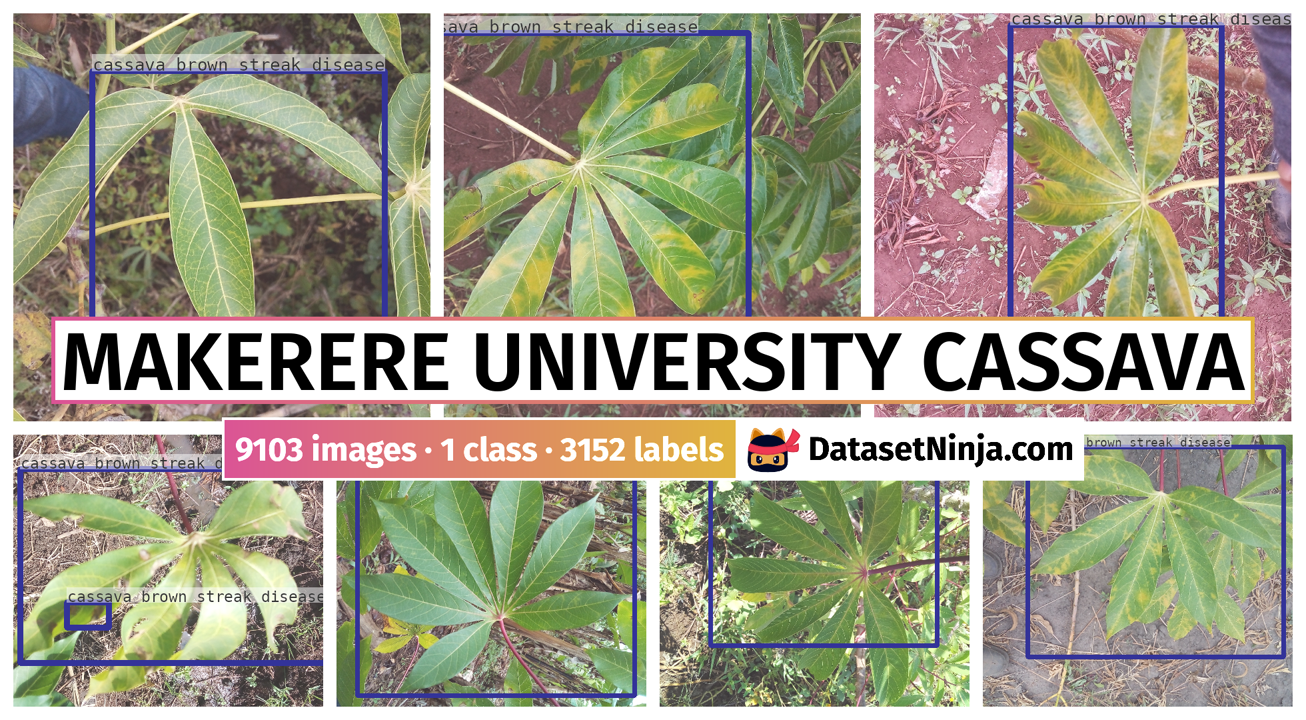 cassava brown streak disease
sava brown streak disease
cassava brown streak diseas
MAKERERE UNIVERSITY CASSAVA
9103 images · 1 class · 3152 labels
DatasetNinja.com
cassava brown streak d
brown streak disease
cassava brown streak disease